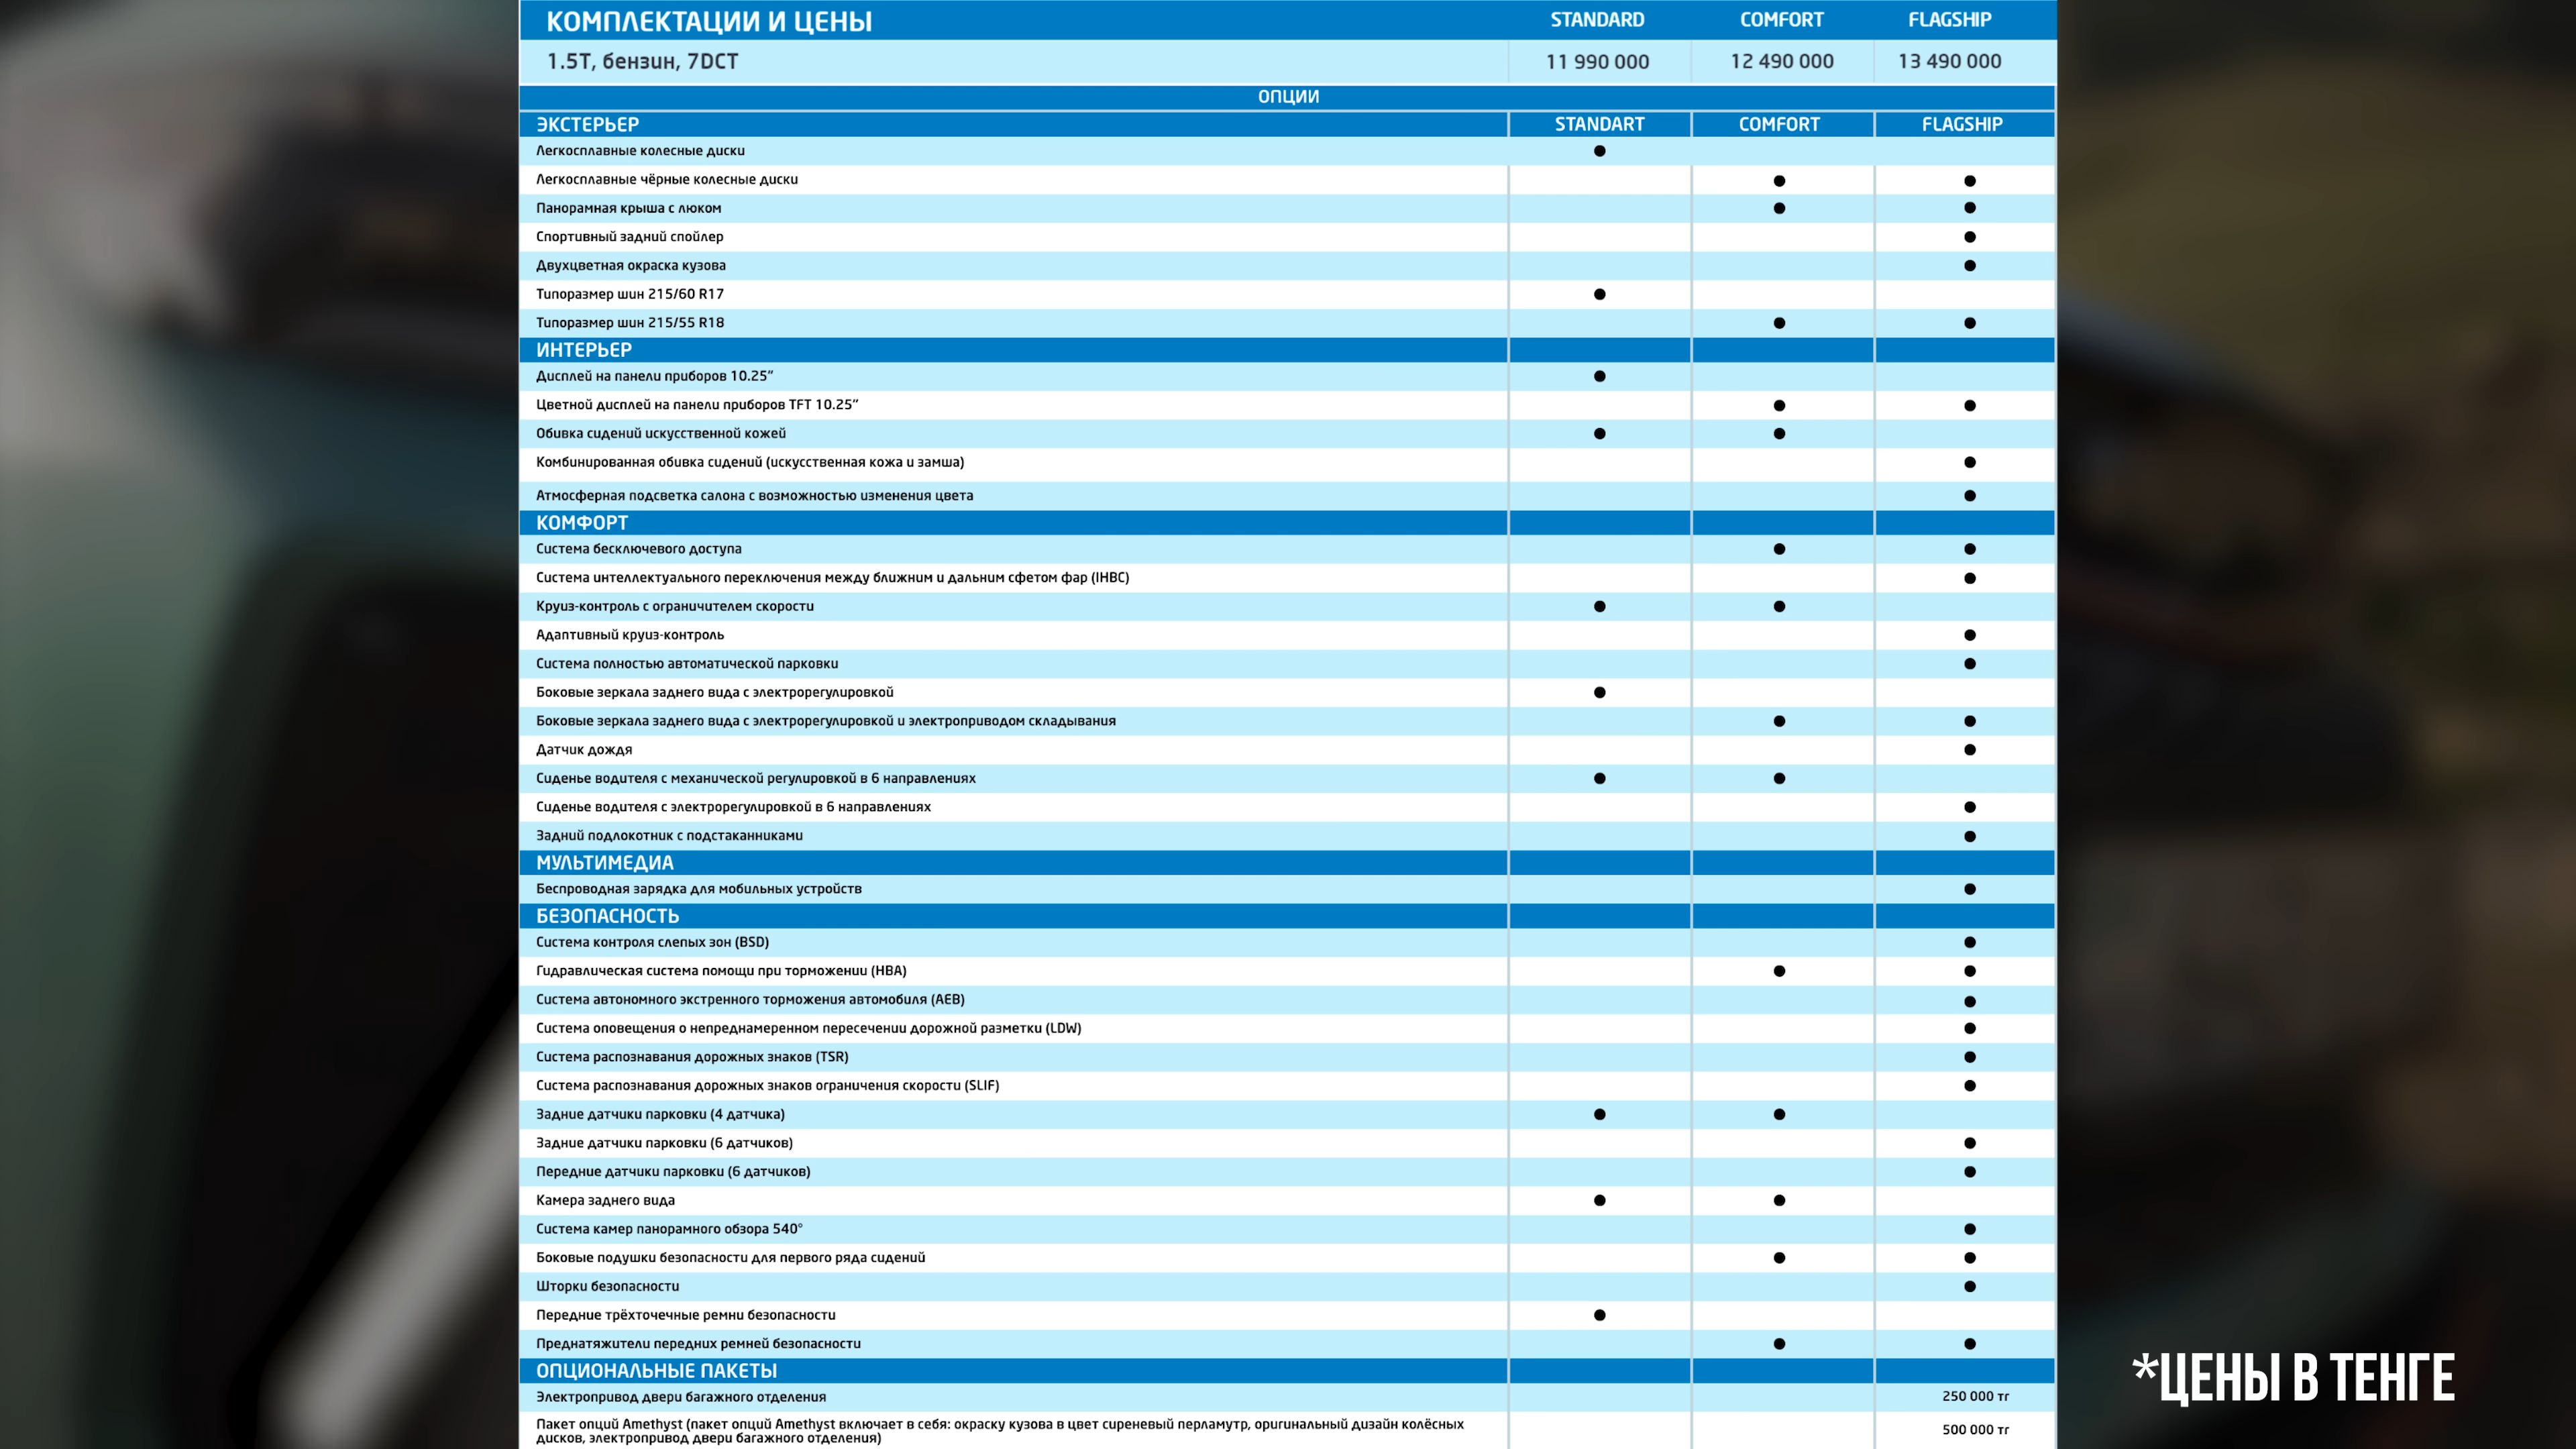 КОМПЛЕКТАЦИИ И ЦЕНЫ STANDARD COMFORT FLAGSHIP
1.5T, бензин, 7DCT 11 990 000 12 490 000 13 490 000
ОПЦИИ
ЭКСТЕРЬЕР STANDART COMFORT FLAGSHIP
Легкосплавные колесные диски ●
Легкосплавные чёрные колесные диски ● ●
Панорамная крыша с люком ● ●
Спортивный задний спойлер ●
Двухцветная окраска кузова ●
Типоразмер шин 215/60 R17 ●
Типоразмер шин 215/55 R18 ● ●
ИНТЕРЬЕР
Дисплей на панели приборов 10.25” ●
Цветной дисплей на панели приборов TFT 10.25” ● ●
Обивка сидений искусственной кожей ● ●
Комбинированная обивка сидений (искусственная кожа и замша) ●
Атмосферная подсветка салона с возможностью изменения цвета ●
КОМФОРТ
Система бесключевого доступа ● ●
Система интеллектуального переключения между ближним и дальним сфетом фар (IHBC) ●
Круиз-контроль с ограничителем скорости ● ●
Адаптивный круиз-контроль ●
Система полностью автоматической парковки ●
Боковые зеркала заднего вида с электрорегулировкой ●
Боковые зеркала заднего вида с электрорегулировкой и электроприводом складывания ● ●
Датчик дождя ●
Сиденье водителя с механической регулировкой в 6 направлениях ● ●
Сиденье водителя с электрорегулировкой в 6 направлениях ●
Задний подлокотник с подстаканниками ●
МУЛЬТИМЕДИА
Беспроводная зарядка для мобильных устройств ●
БЕЗОПАСНОСТЬ
Система контроля слепых зон (BSD) ●
Гидравлическая система помощи при торможении (HBA) ● ●
Система автономного экстренного торможения автомобиля (AEB) ●
Система оповещения о непреднамеренном пересечении дорожной разметки (LDW) ●
Система распознавания дорожных знаков (TSR) ●
Система распознавания дорожных знаков ограничения скорости (SLIF) ●
Задние датчики парковки (4 датчика) ● ●
Задние датчики парковки (6 датчиков) ●
Передние датчики парковки (6 датчиков) ●
Камера заднего вида ● ●
Система камер панорамного обзора 540° ●
Боковые подушки безопасности для первого ряда сидений ● ●
Шторки безопасности ●
Передние трёхточечные ремни безопасности ●
Преднатяжители передних ремней безопасности ● ●
ОПЦИОНАЛЬНЫЕ ПАКЕТЫ
Электропривод двери багажного отделения 250 000 тг
Пакет опций Amethyst (пакет опций Amethyst включает в себя: окраску кузова в цвет сиреневый перламутр, оригинальный дизайн колёсных
дисков, электропривод двери багажного отделения) 500 000 тг
*ЦЕНЫ В ТЕНГЕ